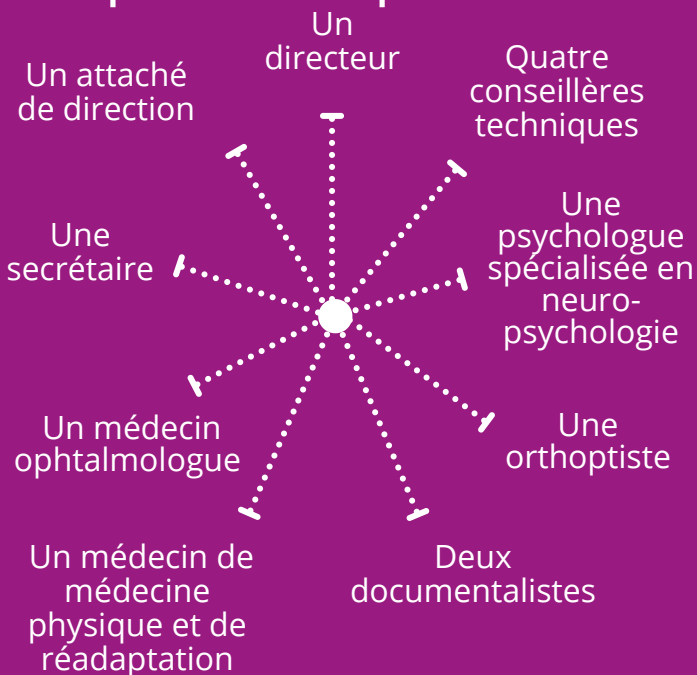 Un
directeur
Quatre
conseillères
techniques
Une
psychologue
spécialisée en
neuro-
psychologie
Une
orthoptiste
Deux
documentalistes
Un médecin de
médecine
physique et de
réadaptation
Un médecin
ophtalmologue
Une
secrétaire
Un attaché
de direction